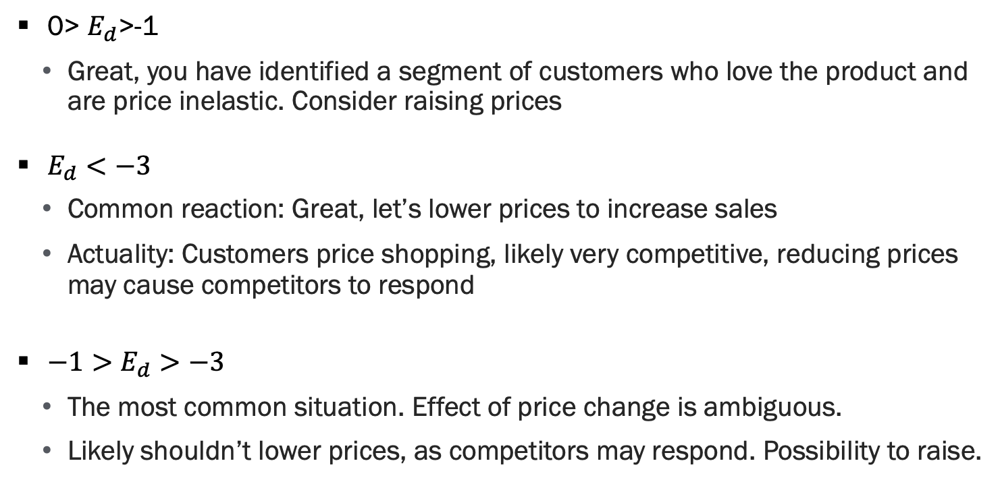 ▪ 0> E_d>-1
• Great, you have identified a segment of customers who love the product and
are price inelastic. Consider raising prices
▪ E_d < −3
• Common reaction: Great, let’s lower prices to increase sales
• Actuality: Customers price shopping, likely very competitive, reducing prices
may cause competitors to respond
▪ −1 > E_d > −3
• The most common situation. Effect of price change is ambiguous.
• Likely shouldn’t lower prices, as competitors may respond. Possibility to raise.